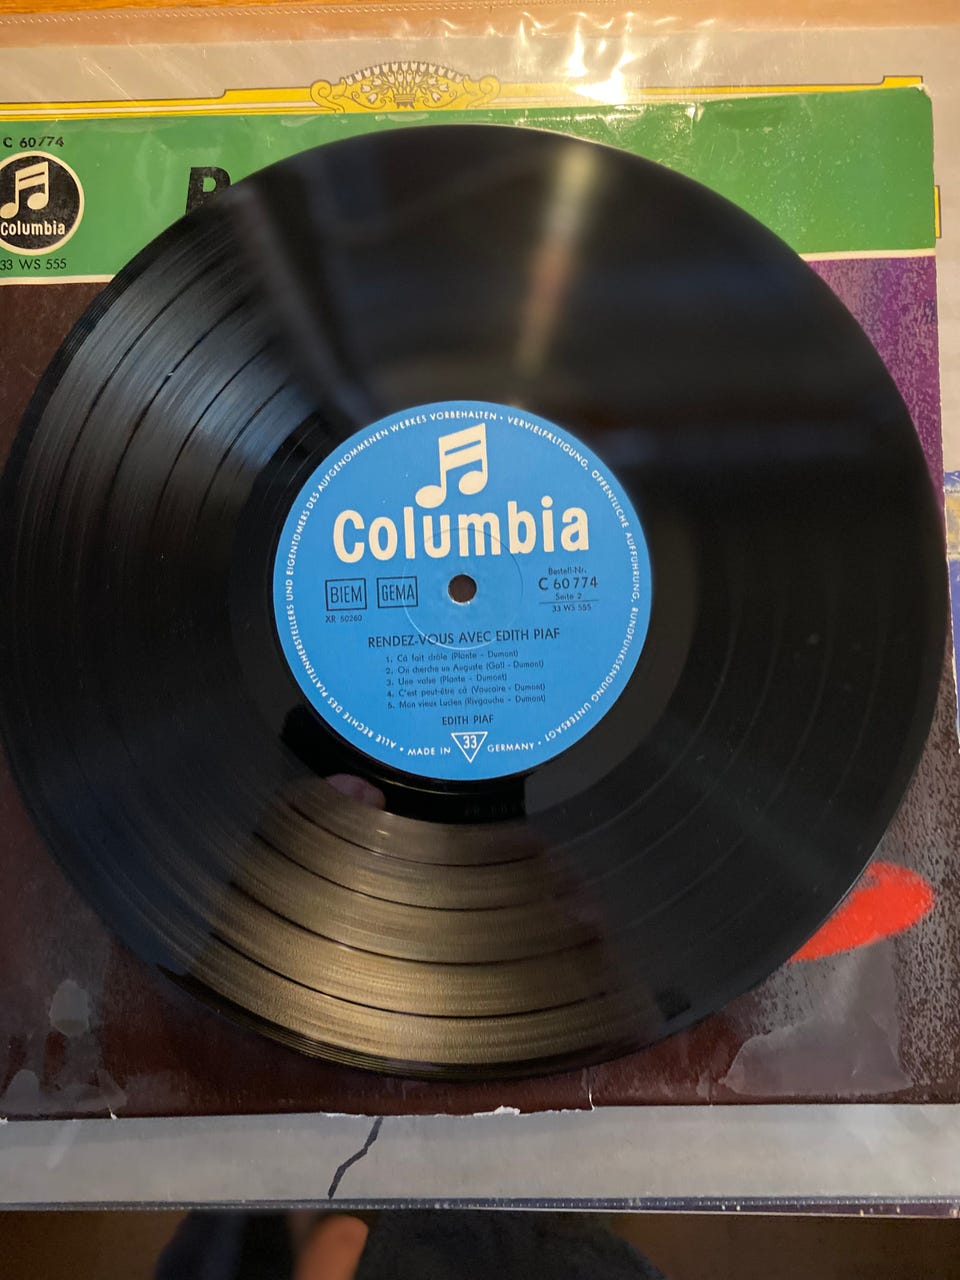 C 60774
Columbia
33 WS 555
ALLE RECHTE DES PLATTENHERSTELLERS UND EIGENTÜMERS DES AUFGENOMMENEN WERKES VORBEHALTEN • VERVIELFÄLTIGUNG, ÖFFENTLICHE AUFFÜHRUNG, RUNDFUNKSENDUNG UNTERSAGT •
Columbia
BIEM GEMA
XR 50260
Bestell-Nr.
C 60 774
Seite 2
33 WS 555
RENDEZ-VOUS AVEC EDITH PIAF
1. Cà fait drôle (Plante - Dumont)
2. On cherche un Auguste (Gall - Dumont)
3. Une valse (Plante - Dumont)
4. C'est peut-être cà (Vaucaire - Dumont)
5. Mon vieux Lucien (Rivgauche - Dumont)
EDITH PIAF
• MADE IN 33 GERMANY •